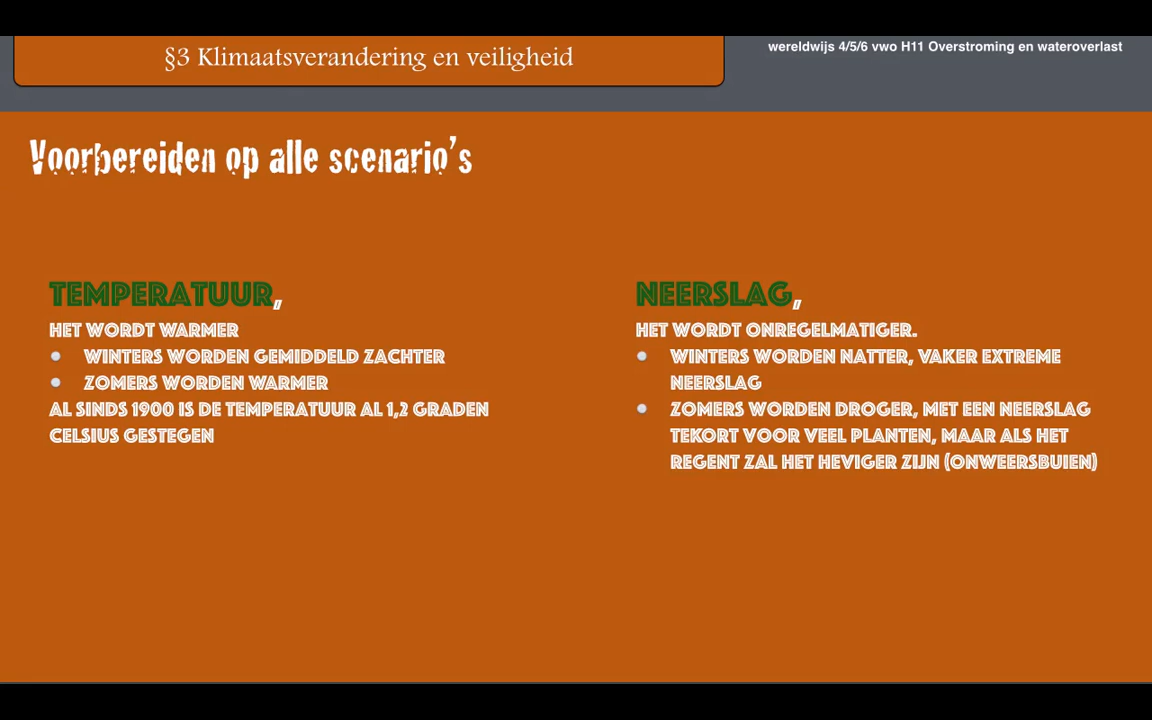 §3 Klimaatsverandering en veiligheid
wereldwijs 4/5/6 vwo H11 Overstroming en wateroverlast
Voorbereiden op alle scenario's
TEMPERATUUR,
HET WORDT WARMER
• WINTERS WORDEN GEMIDDELD ZACHTER
• ZOMERS WORDEN WARMER
AL SINDS 1900 IS DE TEMPERATUUR AL 1,2 GRADEN
CELSIUS GESTEGEN
NEERSLAG,
HET WORDT ONREGELMATIGER.
• WINTERS WORDEN NATTER, VAKER EXTREME
NEERSLAG
• ZOMERS WORDEN DROGER, MET EEN NEERSLAG
TEKORT VOOR VEEL PLANTEN, MAAR ALS HET
REGENT ZAL HET HEVIGER ZIJN (ONWEERSBUIEN)